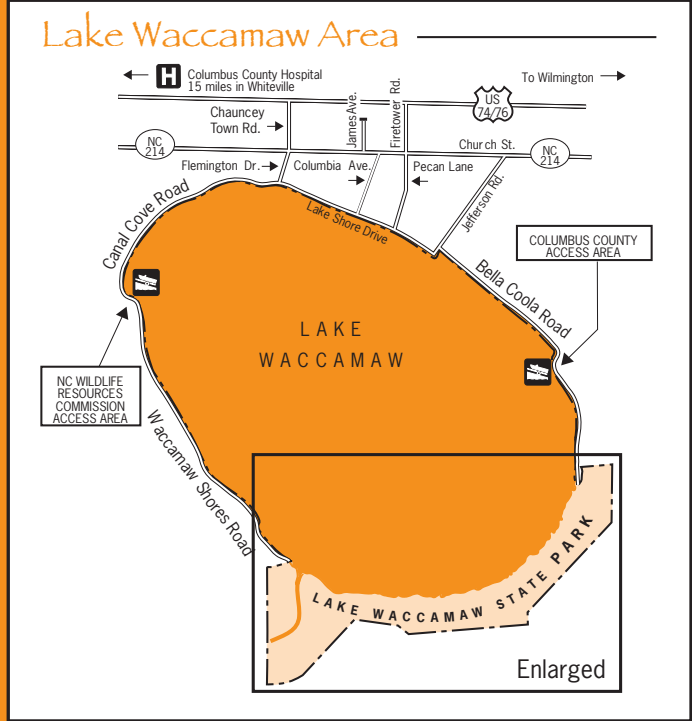 Lake Waccamaw Area
H
Columbus County Hospital
15 miles in Whiteville
To Wilmington
US
74/76
Chauncey
Town Rd.
James Ave.
Firetower Rd.
NC
214
Church St.
NC
214
Flemington Dr.
Columbia Ave.
Pecan Lane
Jefferson Rd.
Lake Shore Drive
Canal Cove Road
Bella Coola Road
COLUMBUS COUNTY
ACCESS AREA
LAKE
WACCAMAW
NC WILDLIFE
RESOURCES
COMMISSION
ACCESS AREA
Waccamaw Shores Road
LAKE WACCAMAW STATE PARK
Enlarged